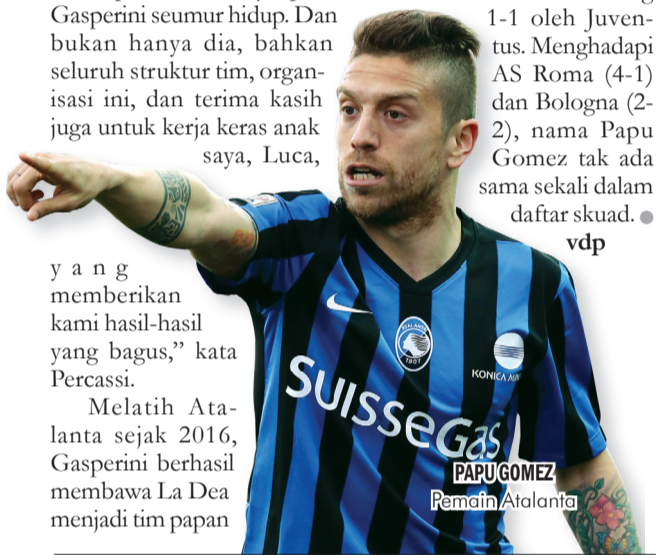 Gasperini seumur hidup. Dan
bukan hanya dia, bahkan
seluruh struktur tim, organ-
isasi ini, dan terima kasih
juga untuk kerja keras anak
saya, Luca,
yang
memberikan
kami hasil-hasil
yang bagus,” kata
Percassi.
Melatih Ata-
lanta sejak 2016,
Gasperini berhasil
membawa La Dea
menjadi tim papan
1-1 oleh Juven-
tus. Menghadapi
AS Roma (4-1)
dan Bologna (2-
2), nama Papu
Gomez tak ada
sama sekali dalam
daftar skuad.
vdp
ATALANTA
1907
KONICA
SUISSEGAS
PAPU GOMEZ
Pemain Atalanta